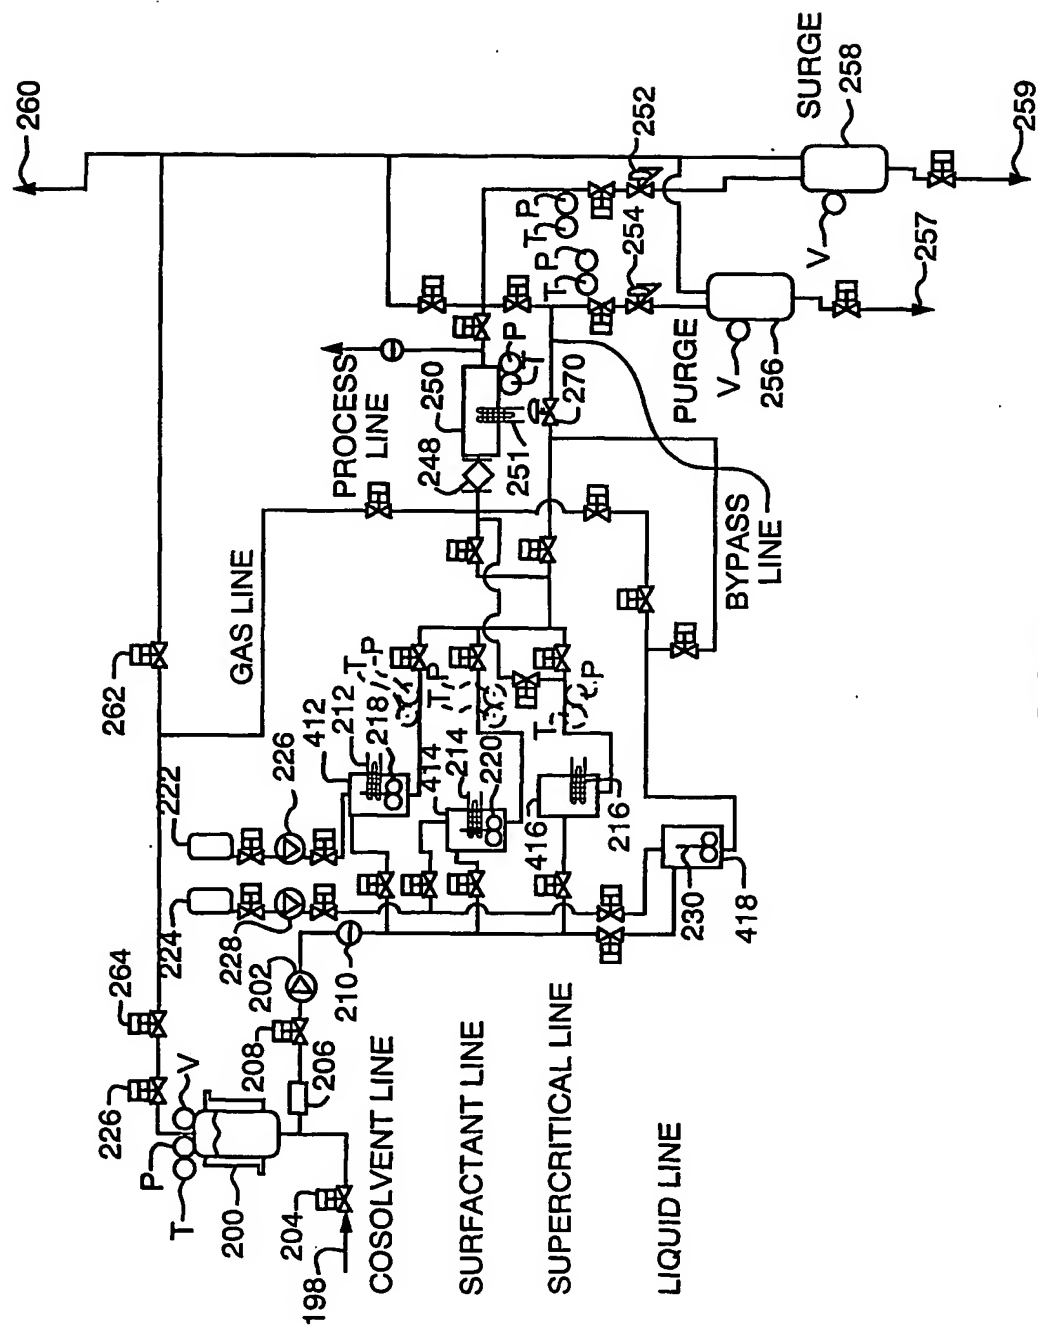 260
262
264
226
P
V
T
200
204
198
208
206
202
210
222
224
226
228
GAS LINE
412
212
218
T
P
414
214
220
T
P
416
216
T
P
230
418
PROCESS
LINE
248
250
251
P
T
270
BYPASS
LINE
T
P
T
P
252
254
PURGE
V
256
257
SURGE
258
V
259
COSOLVENT LINE
SURFACTANT LINE
SUPERCRITICAL LINE
LIQUID LINE